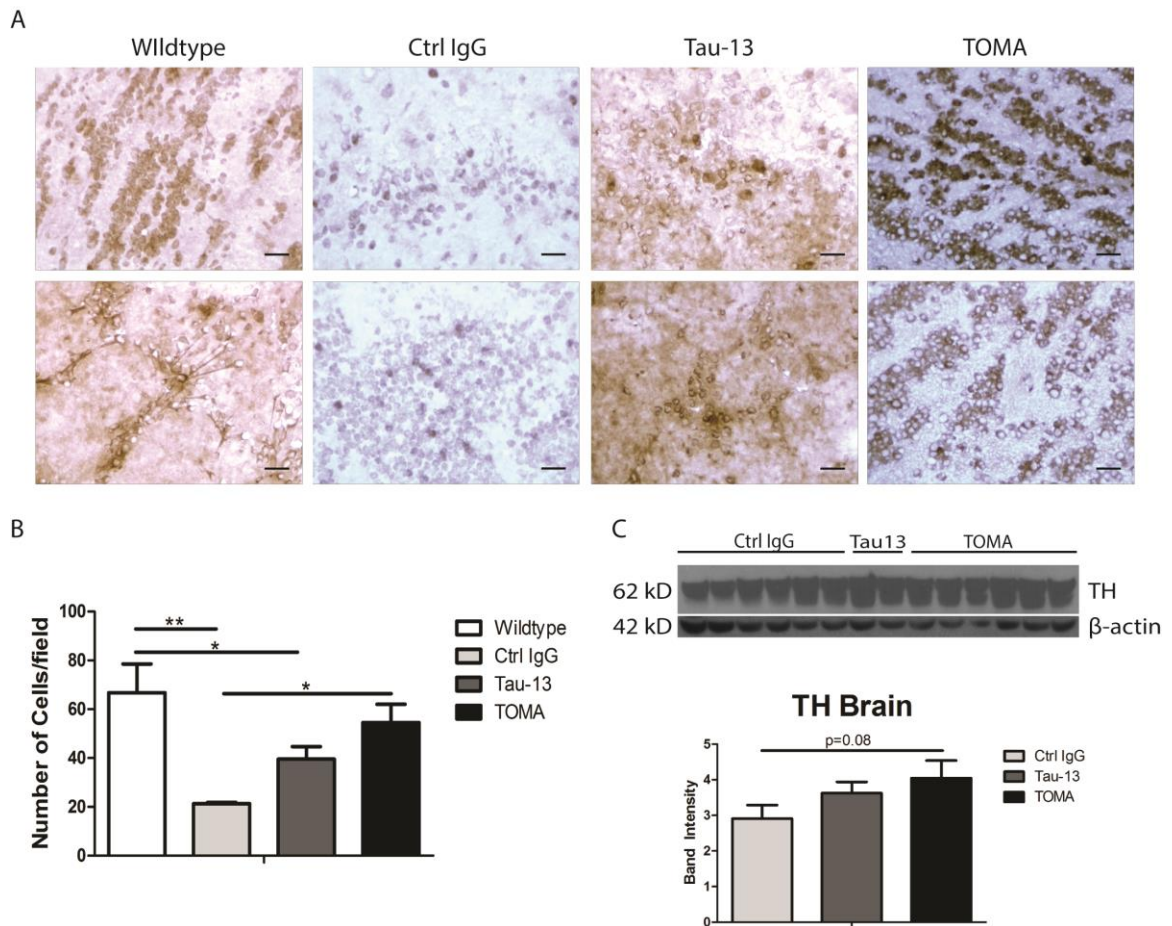 A
WIldtype Ctrl IgG Tau-13 TOMA
B
Number of Cells/field
100
80
60
40
20
0
**
*
*
Wildtype
Ctrl IgG
Tau-13
TOMA
C
Ctrl IgG Tau13 TOMA
62 kD TH
42 kD β-actin
TH Brain
Band Intensity
5
4
3
2
1
0
p=0.08
Ctrl IgG
Tau-13
TOMA